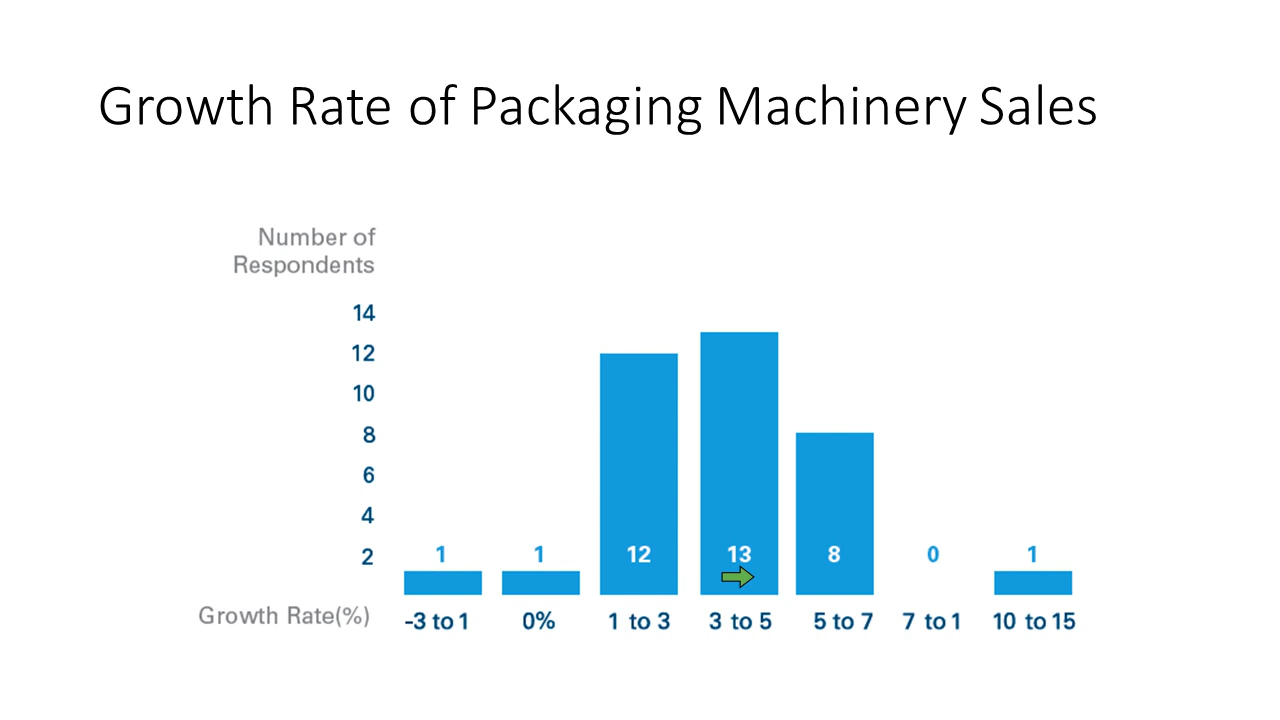 Growth Rate of Packaging Machinery Sales
Number of
Respondents
14
12
10
8
6
4
2
1 1 12 13 8 0 1
Growth Rate(%) -3 to 1 0% 1 to 3 3 to 5 5 to 7 7 to 1 10 to 15